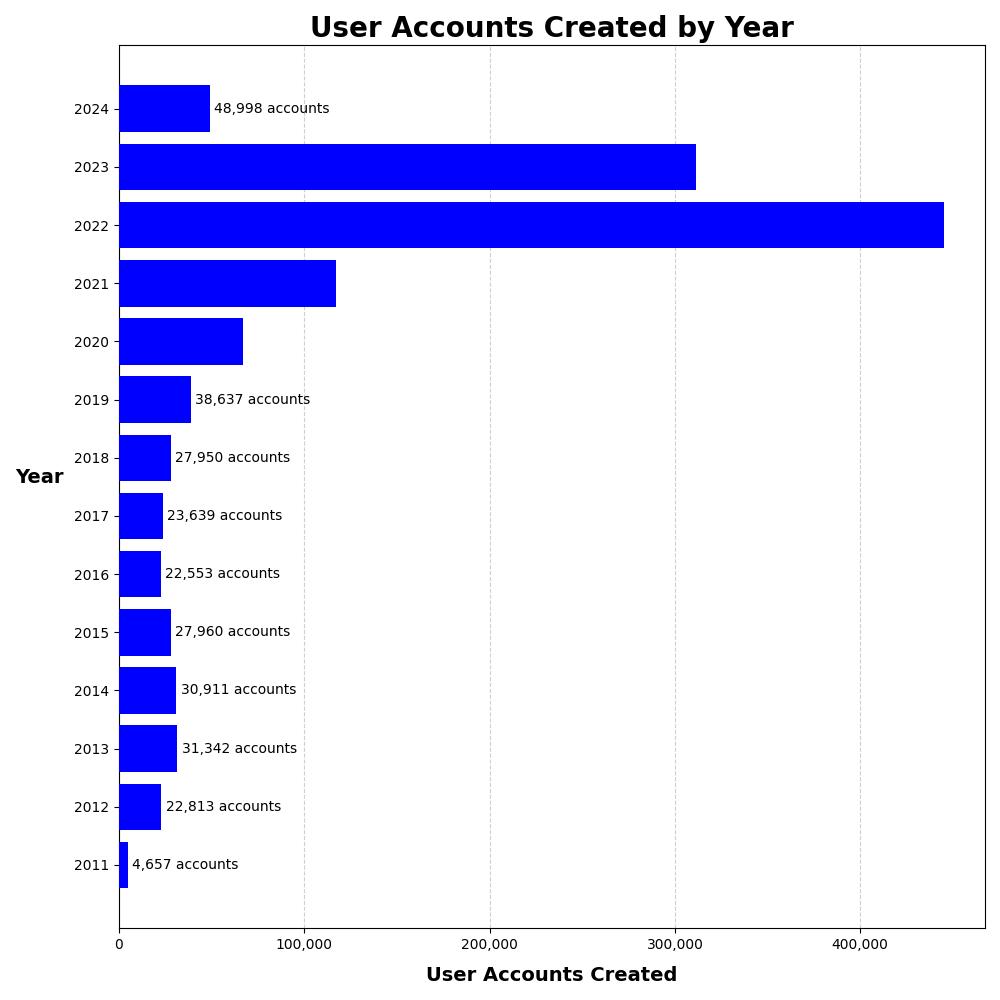 User Accounts Created by Year
2024
48,998 accounts
2023
2022
2021
2020
2019
38,637 accounts
2018
27,950 accounts
Year
2017
23,639 accounts
2016
22,553 accounts
2015
27,960 accounts
2014
30,911 accounts
2013
31,342 accounts
2012
22,813 accounts
2011
4,657 accounts
0
100,000
200,000
300,000
400,000
User Accounts Created